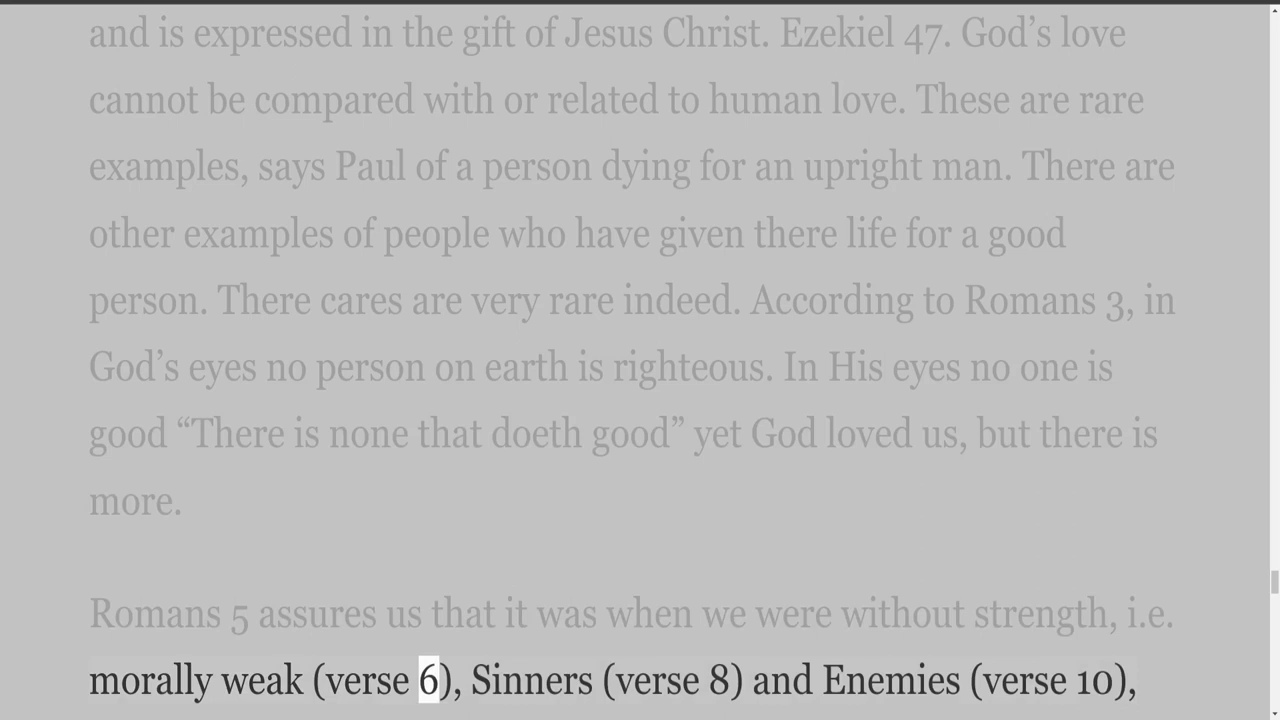 and is expressed in the gift of Jesus Christ. Ezekiel 47. God’s love
cannot be compared with or related to human love. These are rare
examples, says Paul of a person dying for an upright man. There are
other examples of people who have given there life for a good
person. There cares are very rare indeed. According to Romans 3, in
God’s eyes no person on earth is righteous. In His eyes no one is
good “There is none that doeth good” yet God loved us, but there is
more.
Romans 5 assures us that it was when we were without strength, i.e.
morally weak (verse 6), Sinners (verse 8) and Enemies (verse 10),